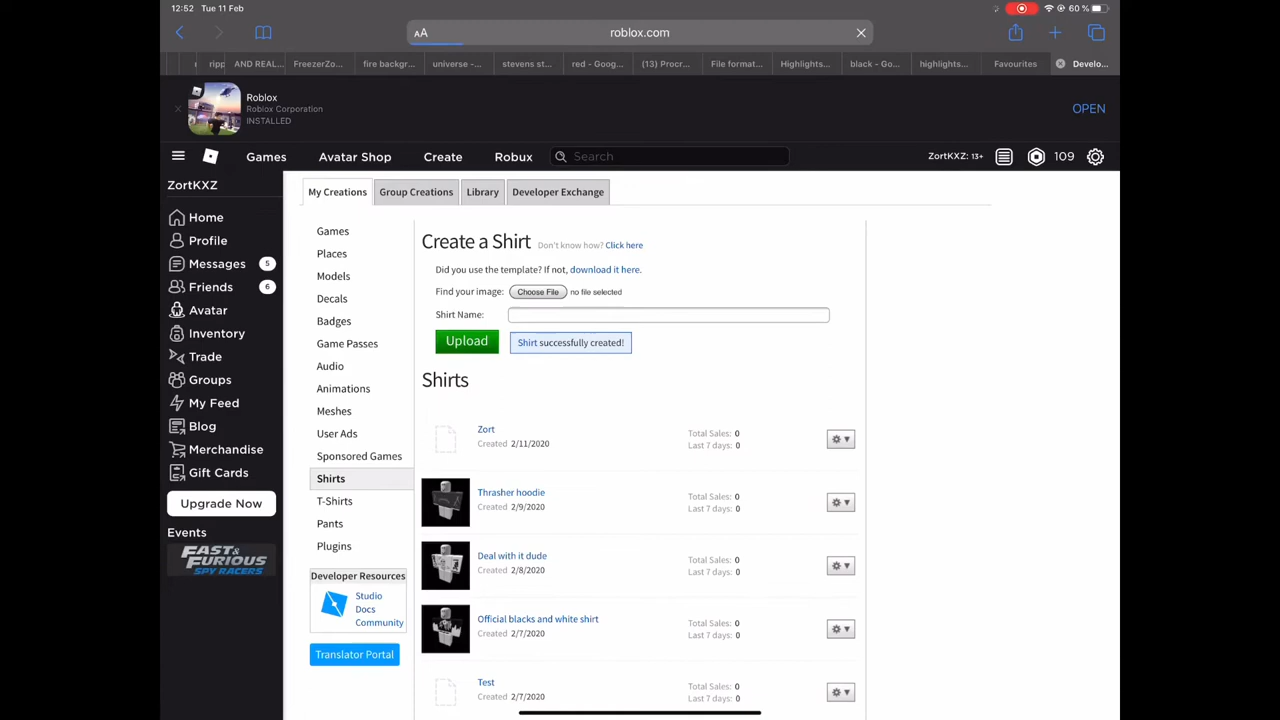 12:52 Tue 11 Feb
60 %
AA roblox.com
ripp AND REAL... FreezerZo... fire backgr... universe -... stevens st... red - Goog... (13) Procr... File format... Highlights... black - Go... highlights... Favourites Develo...
Roblox
Roblox Corporation
INSTALLED
OPEN
Games Avatar Shop Create Robux Search ZortKXZ: 13+ 109
ZortKXZ
Home
Profile
Messages 5
Friends 6
Avatar
Inventory
Trade
Groups
My Feed
Blog
Merchandise
Gift Cards
Upgrade Now
Events
FAST & FURIOUS
SPY RACERS
My Creations Group Creations Library Developer Exchange
Games
Places
Models
Decals
Badges
Game Passes
Audio
Animations
Meshes
User Ads
Sponsored Games
Shirts
T-Shirts
Pants
Plugins
Developer Resources
Studio
Docs
Community
Translator Portal
Create a Shirt Don't know how? Click here
Did you use the template? If not, download it here.
Find your image: Choose File no file selected
Shirt Name:
Upload Shirt successfully created!
Shirts
Zort
Created 2/11/2020
Total Sales: 0
Last 7 days: 0
Thrasher hoodie
Created 2/9/2020
Total Sales: 0
Last 7 days: 0
Deal with it dude
Created 2/8/2020
Total Sales: 0
Last 7 days: 0
Official blacks and white shirt
Created 2/7/2020
Total Sales: 0
Last 7 days: 0
Test
Created 2/7/2020
Total Sales: 0
Last 7 days: 0